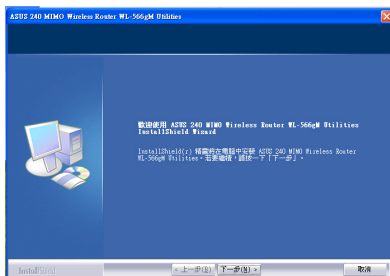 ASUS 240 MIMO Wireless Router WL-566gM Utilities
歡迎使用 ASUS 240 MIMO Wireless Router WL-566gM Utilities
InstallShield Wizard
InstallShield(r) 精靈將在電腦中安裝 ASUS 240 MIMO Wireless Router
WL-566gM Utilities。若要繼續，請按一下「下一步」。
InstallShield
< 上一步(B) 下一步(N) > 取消